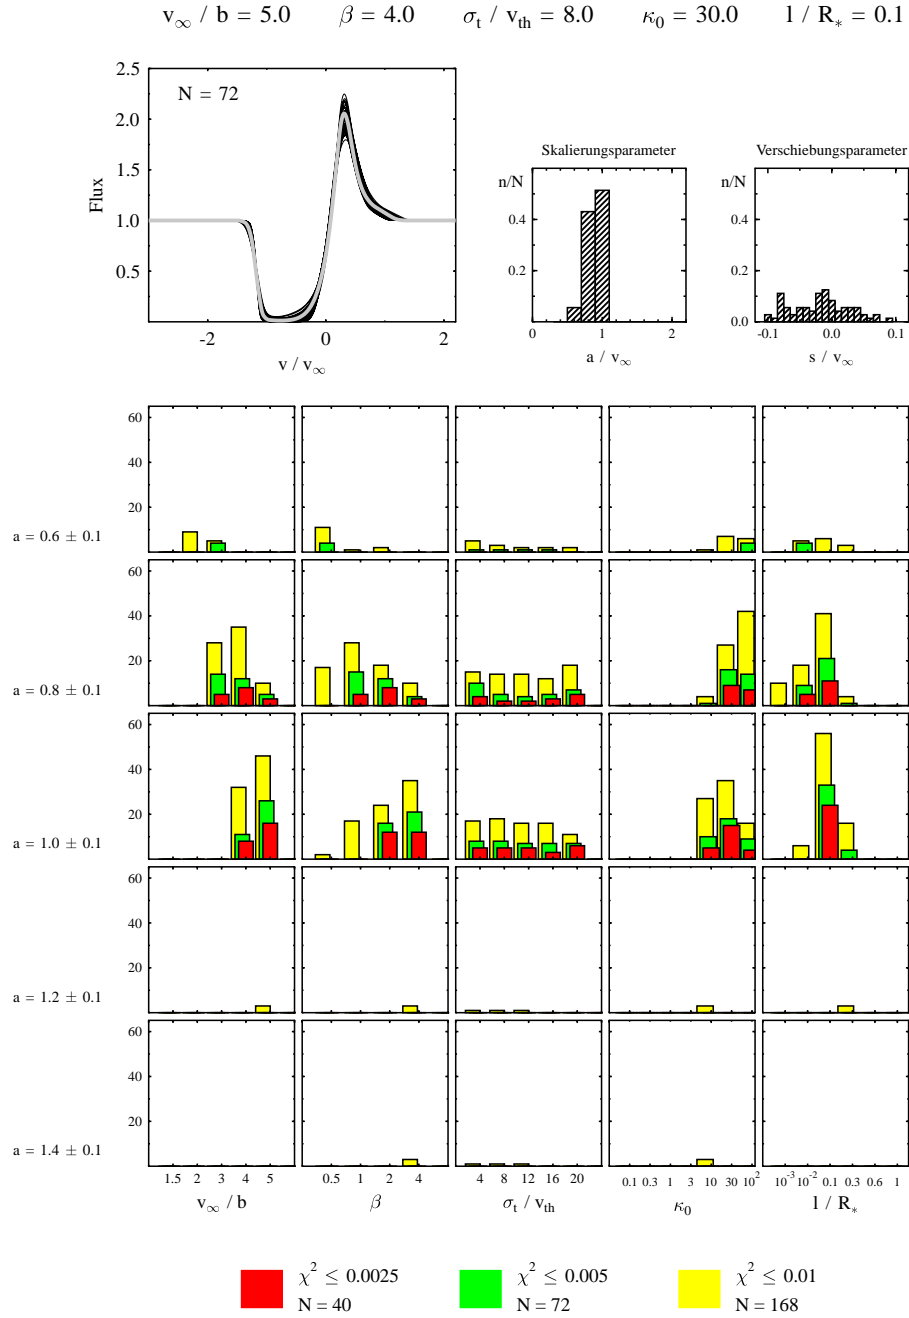 v∞ / b = 5.0 β = 4.0 σt / vth = 8.0 κ0 = 30.0 l / R* = 0.1
2.5
N = 72
2.0
1.5
1.0
0.5
Flux
-2 0 2
v / v∞
Skalierungsparameter
n/N
0.4
0.2
0 1 2
a / v∞
Verschiebungsparameter
n/N
0.4
0.2
0.0
-0.1 0.0 0.1
s / v∞
60
40
20
a = 0.6 ± 0.1
60
40
20
a = 0.8 ± 0.1
60
40
20
a = 1.0 ± 0.1
60
40
20
a = 1.2 ± 0.1
60
40
20
a = 1.4 ± 0.1
1.5 2 3 4 5
v∞ / b
0.5 1 2 4
β
4 8 12 16 20
σt / vth
0.1 0.3 1 3 10 30 10²
κ0
10⁻³ 10⁻² 0.1 0.3 0.6 1
l / R*
χ² ≤ 0.0025
N = 40
χ² ≤ 0.005
N = 72
χ² ≤ 0.01
N = 168